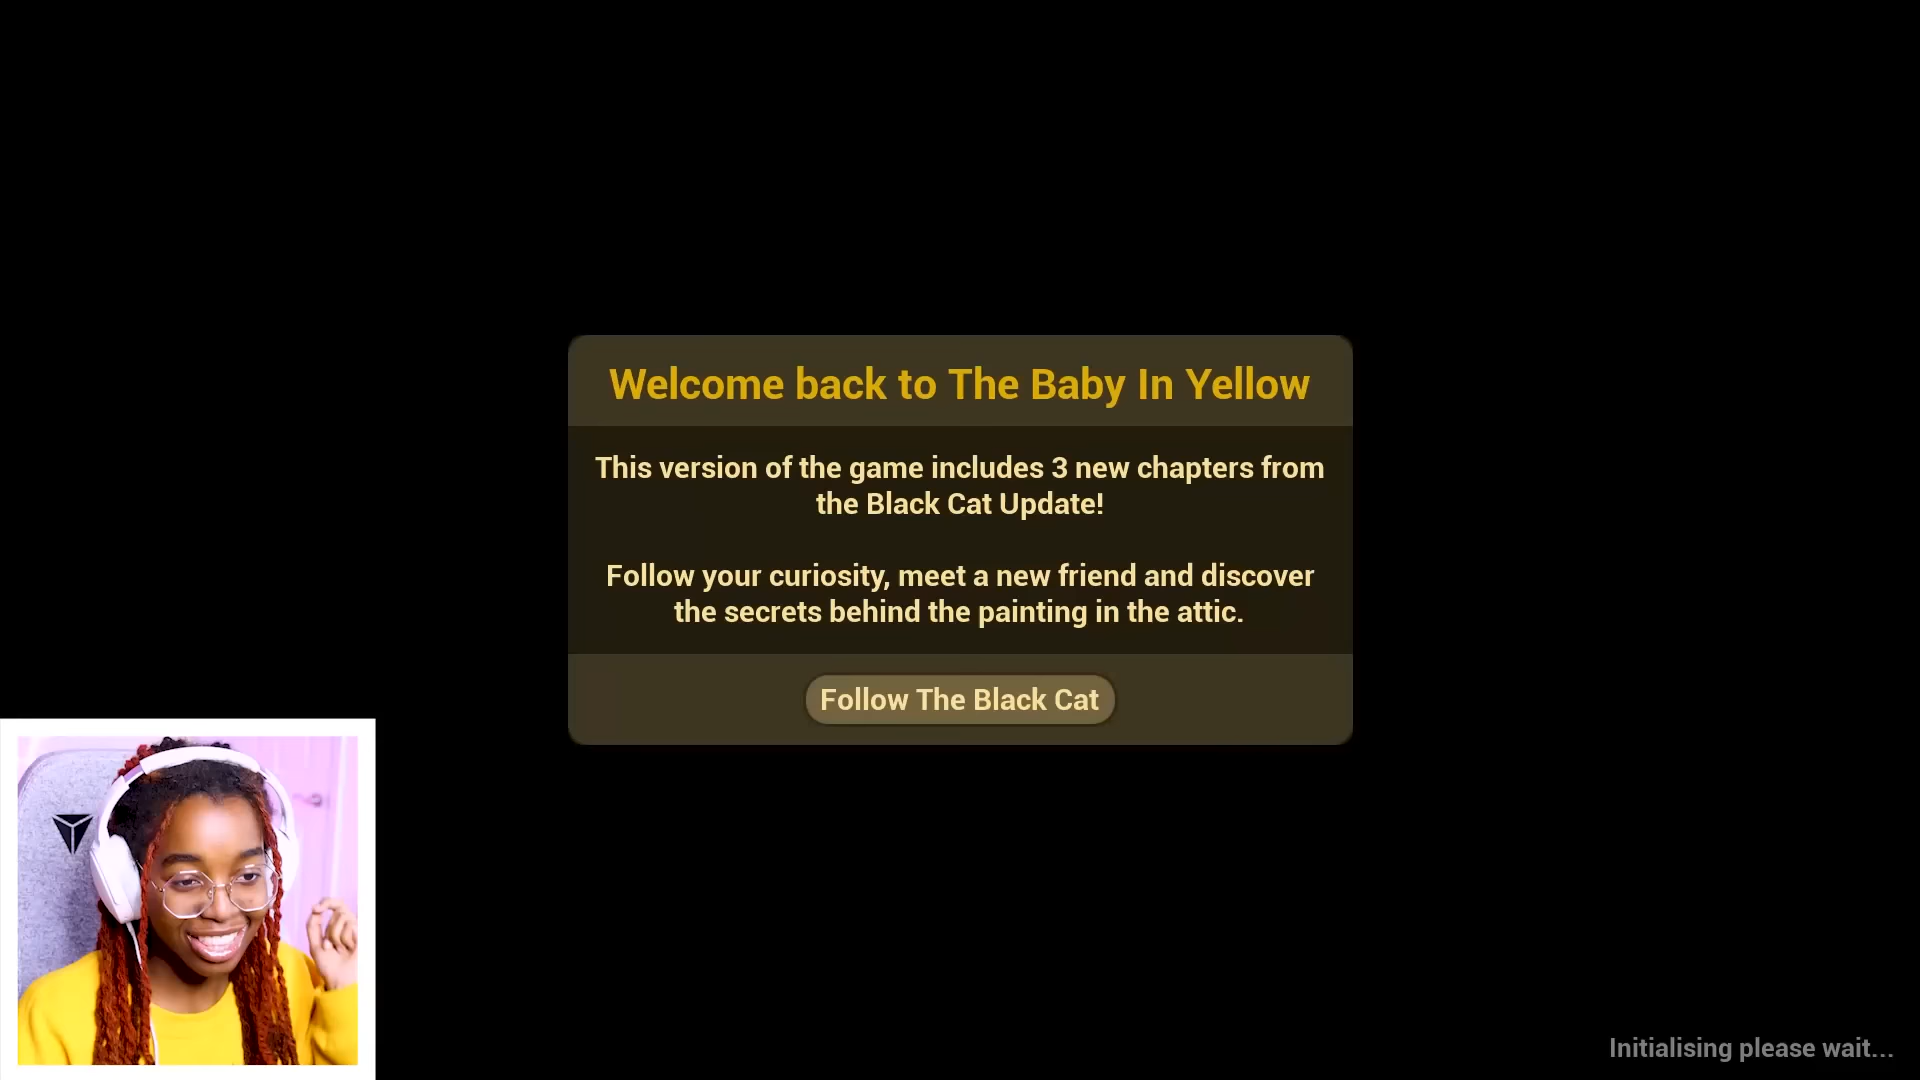 Welcome back to The Baby In Yellow
This version of the game includes 3 new chapters from
the Black Cat Update!
Follow your curiosity, meet a new friend and discover
the secrets behind the painting in the attic.
Follow The Black Cat
Initialising please wait...